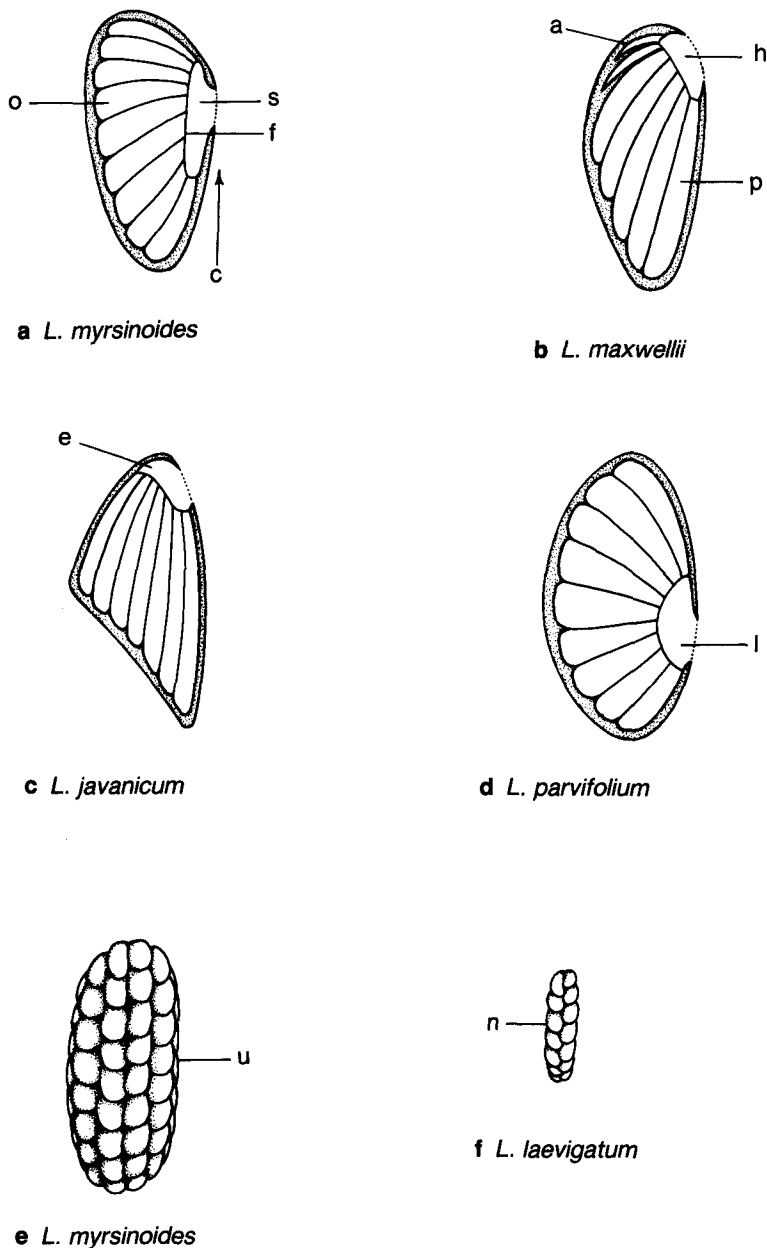 a
h
o
s
f
p
c
a L. myrsinoides
b L. maxwellii
e
l
c L. javanicum
d L. parvifolium
n
u
f L. laevigatum
e L. myrsinoides